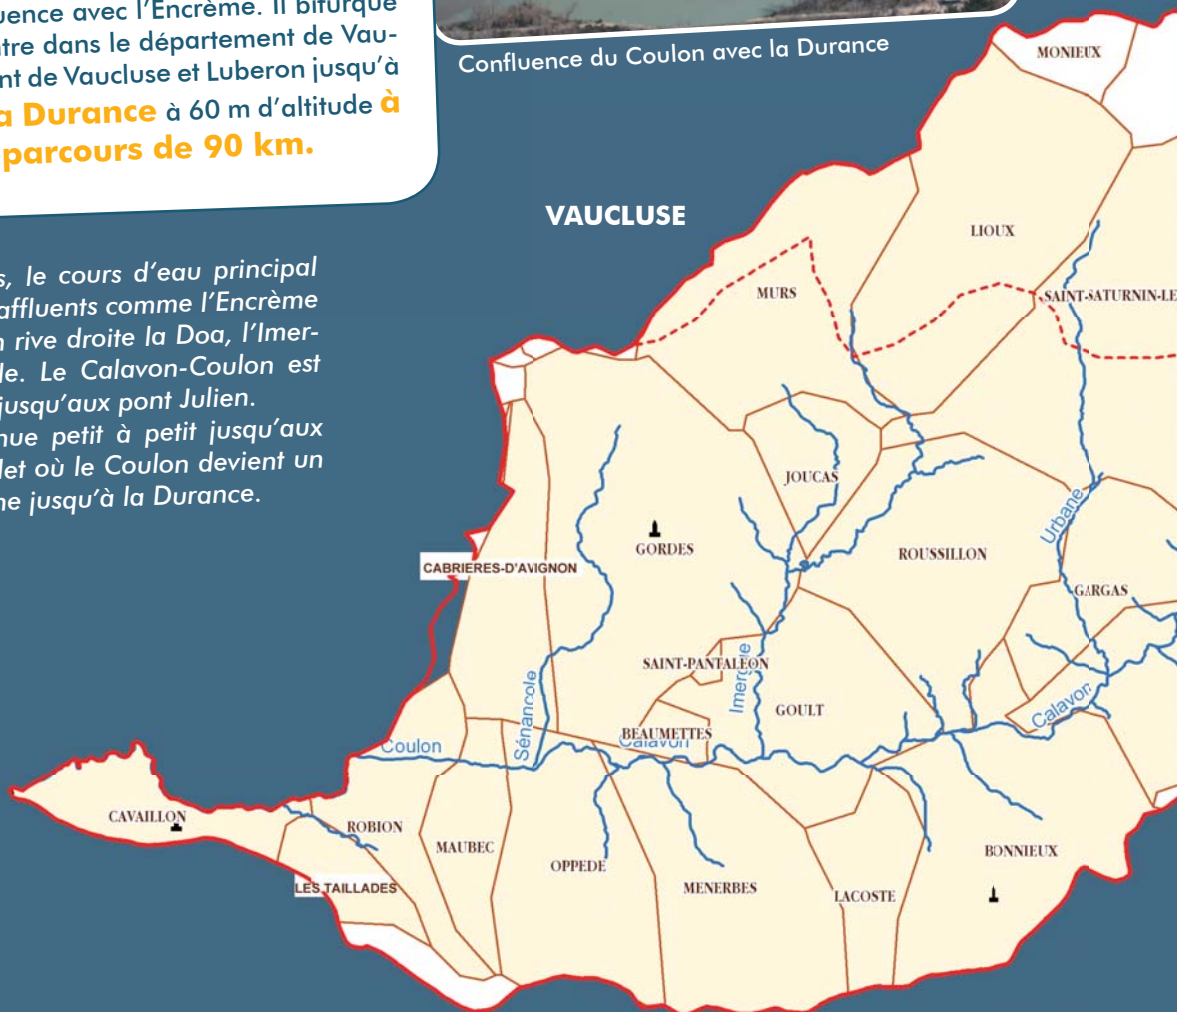 uence avec l'Encrème. Il bifurque
ntre dans le département de Vau-
nt de Vaucluse et Luberon jusqu'à
a Durance à 60 m d'altitude à
parcours de 90 km.
Confluence du Coulon avec la Durance
s, le cours d'eau principal
affluents comme l'Encrème
n rive droite la Doa, l'Imer-
le. Le Calavon-Coulon est
jusqu'aux pont Julien.
nue petit à petit jusqu'aux
let où le Coulon devient un
ne jusqu'à la Durance.
VAUCLUSE
MONIEUX
LIOUX
MURS
SAINT-SATURNIN-LE
JOUCAS
GORDES
ROUSSILLON
Urbane
CABRIERES-D'AVIGNON
GARGAS
SAINT-PANTALEON
Imergue
Sénancole
GOULT
Calavon
BEAUMETTES
Calavon
Coulon
CAVAILLON
ROBION
MAUBEC
OPPEDE
BONNIEUX
LES TAILLADES
MENERBES
LACOSTE